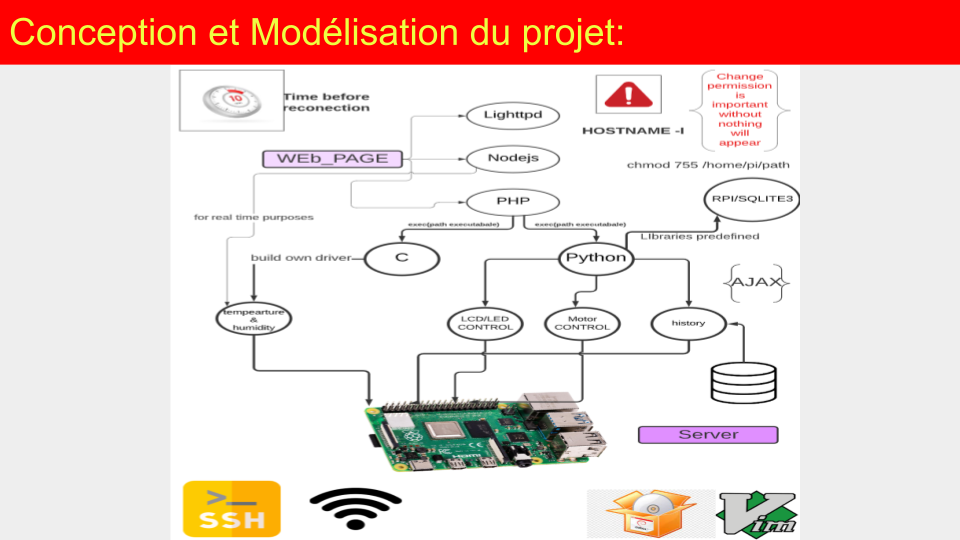 Conception et Modélisation du projet:
10
Time before
reconection
HOSTNAME -I
Change
permission
is
important
without
nothing
will
appear
chmod 755 /home/pi/path
Lighttpd
WEb_PAGE
Nodejs
PHP
RPI/SQLITE3
for real time purposes
exec(path executabale)
exec(path executabale)
LIbraries predefined
build own driver
C
Python
AJAX
tempearture
&
humidity
LCD/LED
CONTROL
Motor
CONTROL
history
Server
HDMI
>_
SSH
Vim